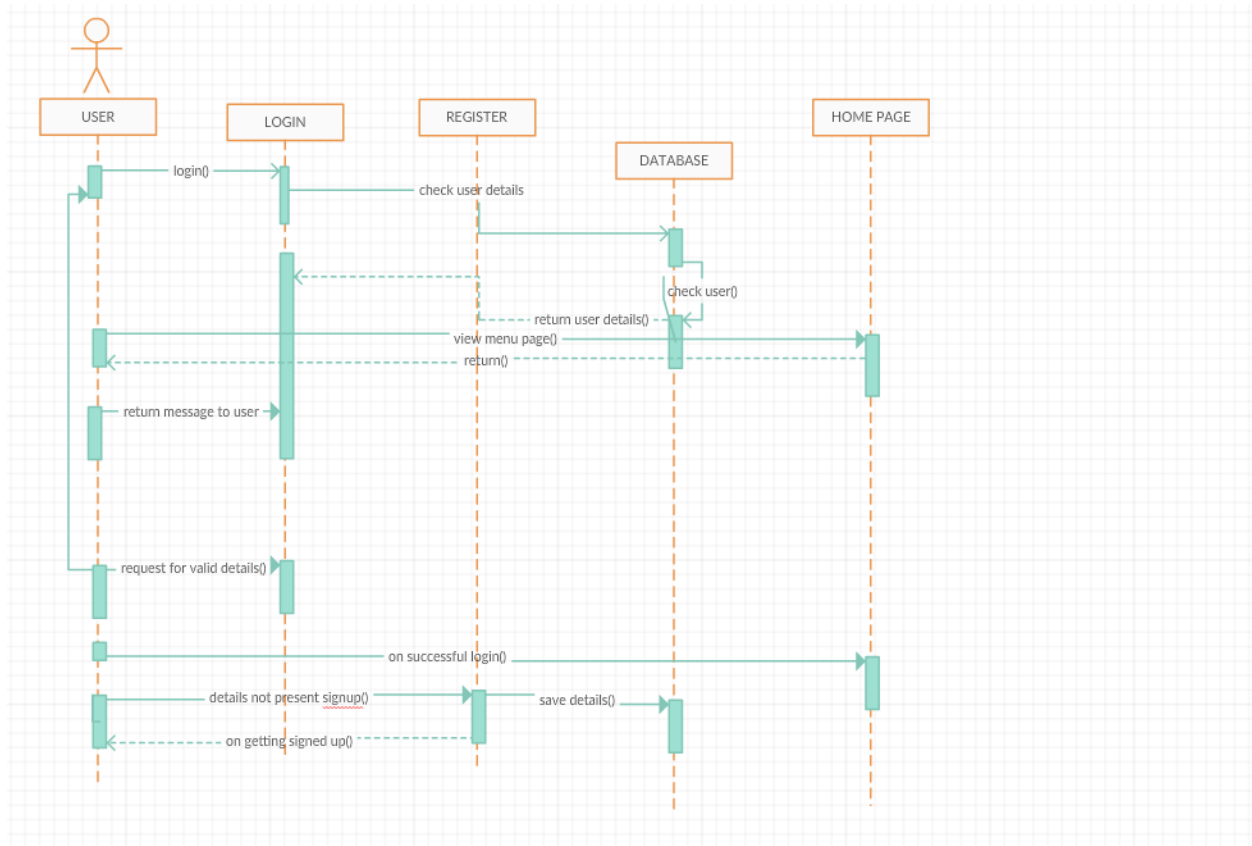 USER
LOGIN
REGISTER
DATABASE
HOME PAGE
login()
check user details
check user()
return user details()
view menu page()
return()
return message to user
request for valid details()
on successful login()
details not present signup()
save details()
on getting signed up()